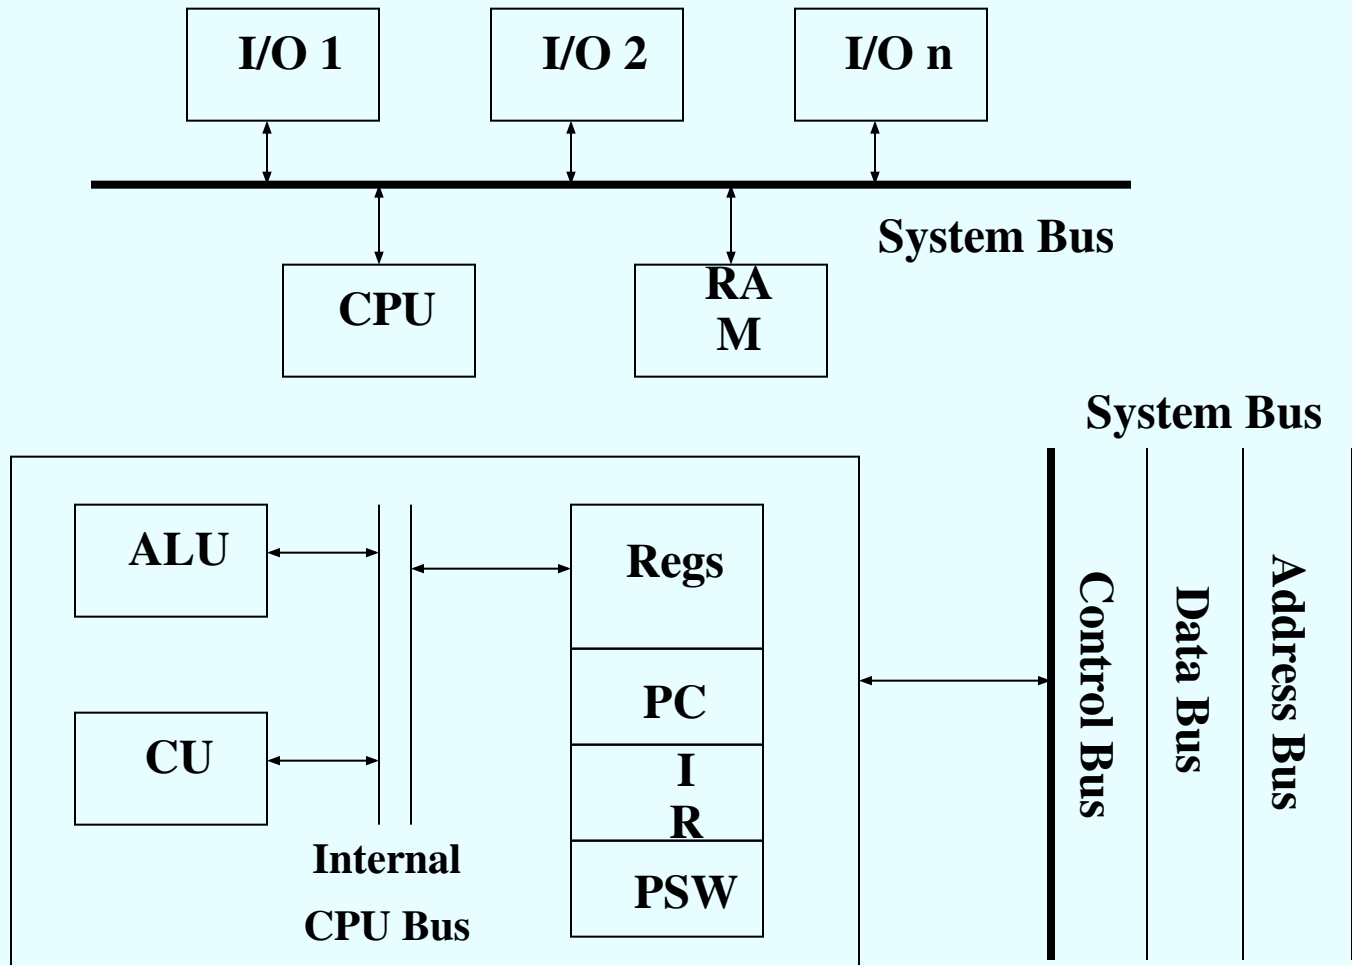 I/O 1
I/O 2
I/O n
System Bus
CPU
RA
M
System Bus
ALU
Regs
CU
PC
I
R
PSW
Internal
CPU Bus
Control Bus
Data Bus
Address Bus